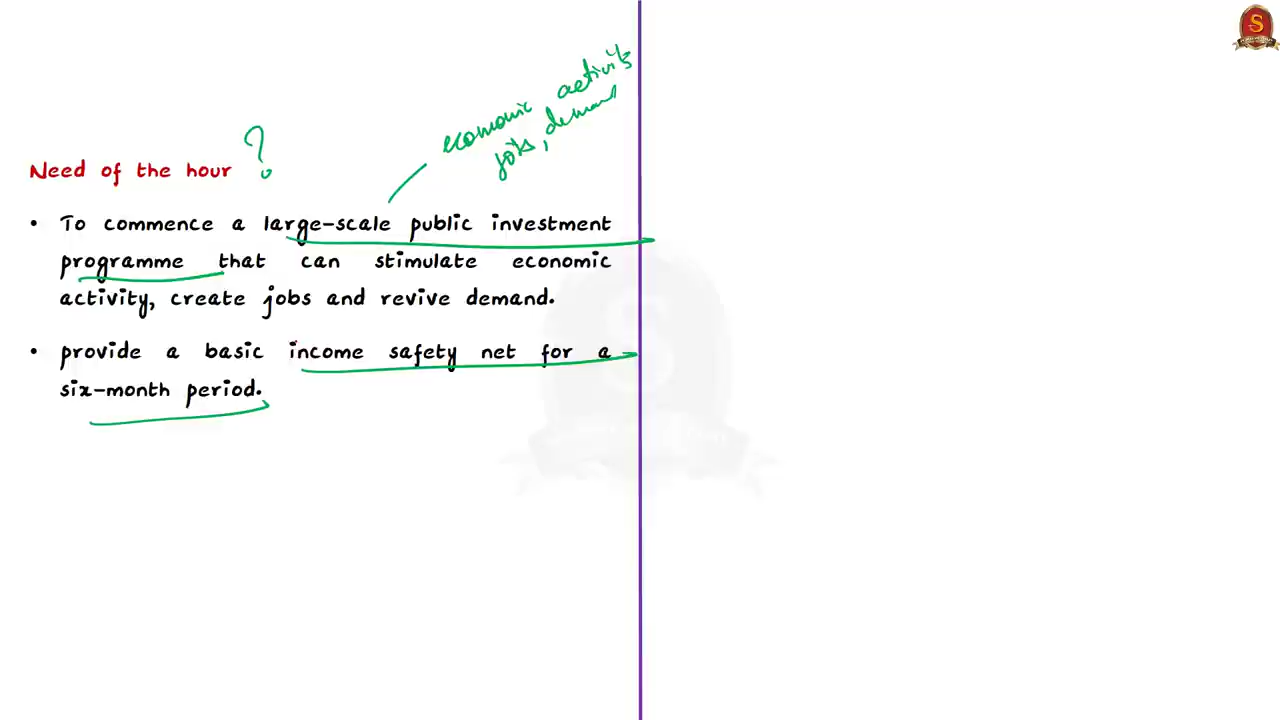 economic activity
jobs, demand
Need of the hour ?
• To commence a large-scale public investment
programme that can stimulate economic
activity, create jobs and revive demand.
• provide a basic income safety net for a
six-month period.
S